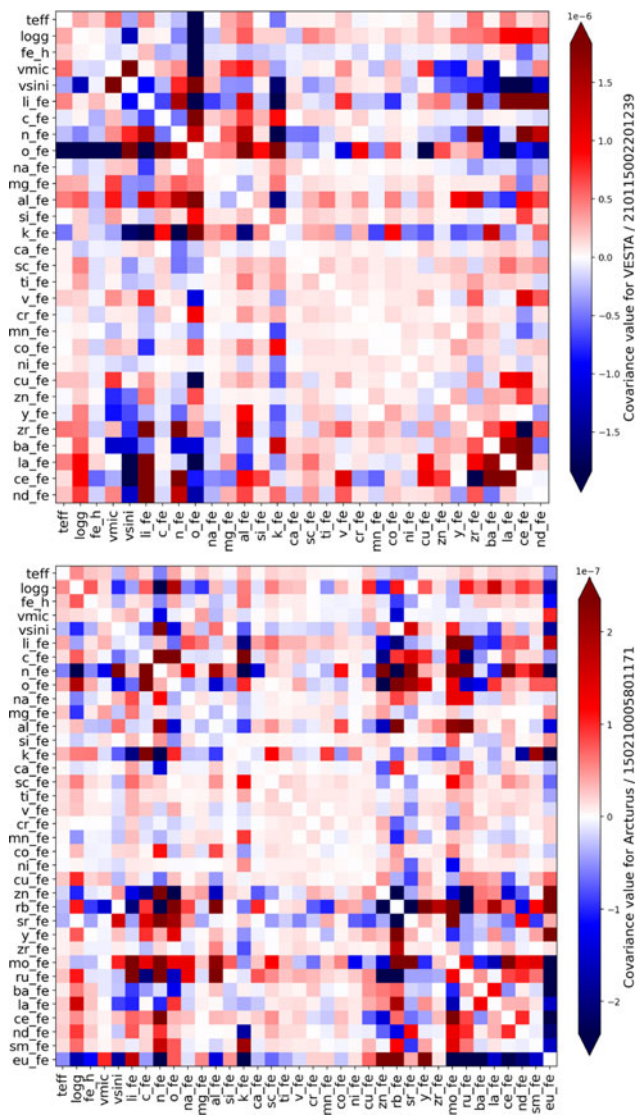 1e-6
teff
logg
fe_h
vmic
vsini
li_fe
c_fe
n_fe
o_fe
na_fe
mg_fe
al_fe
si_fe
k_fe
ca_fe
sc_fe
ti_fe
v_fe
cr_fe
mn_fe
co_fe
ni_fe
cu_fe
zn_fe
y_fe
zr_fe
ba_fe
la_fe
ce_fe
nd_fe
teff logg fe_h vmic vsini li_fe c_fe n_fe o_fe na_fe mg_fe al_fe si_fe k_fe ca_fe sc_fe ti_fe v_fe cr_fe mn_fe co_fe ni_fe cu_fe zn_fe y_fe zr_fe ba_fe la_fe ce_fe nd_fe
1.5
1.0
0.5
0.0
−0.5
−1.0
−1.5
Covariance value for VESTA / 210115002201239
1e-7
teff
logg
fe_h
vmic
vsini
li_fe
c_fe
n_fe
o_fe
na_fe
mg_fe
al_fe
si_fe
k_fe
ca_fe
sc_fe
ti_fe
v_fe
cr_fe
mn_fe
co_fe
ni_fe
cu_fe
zn_fe
rb_fe
sr_fe
y_fe
zr_fe
mo_fe
ru_fe
ba_fe
la_fe
ce_fe
nd_fe
sm_fe
eu_fe
teff logg fe_h vmic vsini li_fe c_fe n_fe o_fe na_fe mg_fe al_fe si_fe k_fe ca_fe sc_fe ti_fe v_fe cr_fe mn_fe co_fe ni_fe cu_fe zn_fe rb_fe sr_fe y_fe zr_fe mo_fe ru_fe ba_fe la_fe ce_fe nd_fe sm_fe eu_fe
2
1
0
−1
−2
Covariance value for Arcturus / 150210005801171